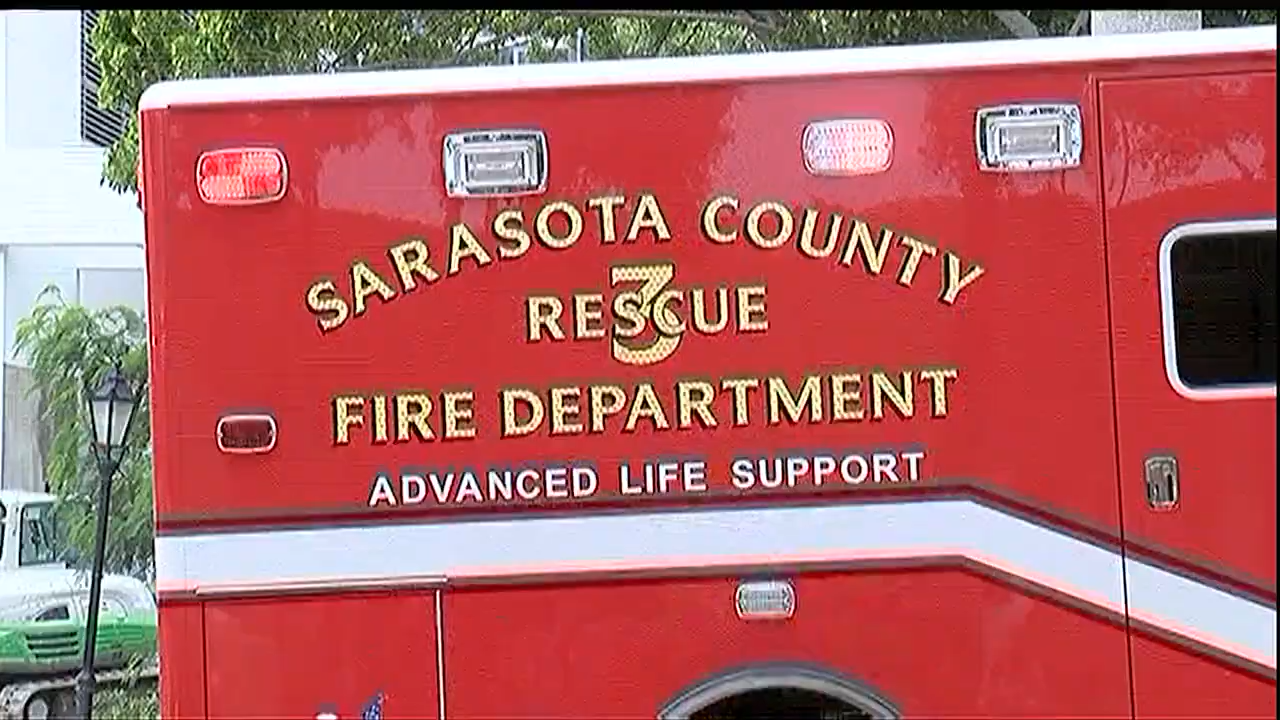 SARASOTA COUNTY
3
RESCUE
FIRE DEPARTMENT
ADVANCED LIFE SUPPORT